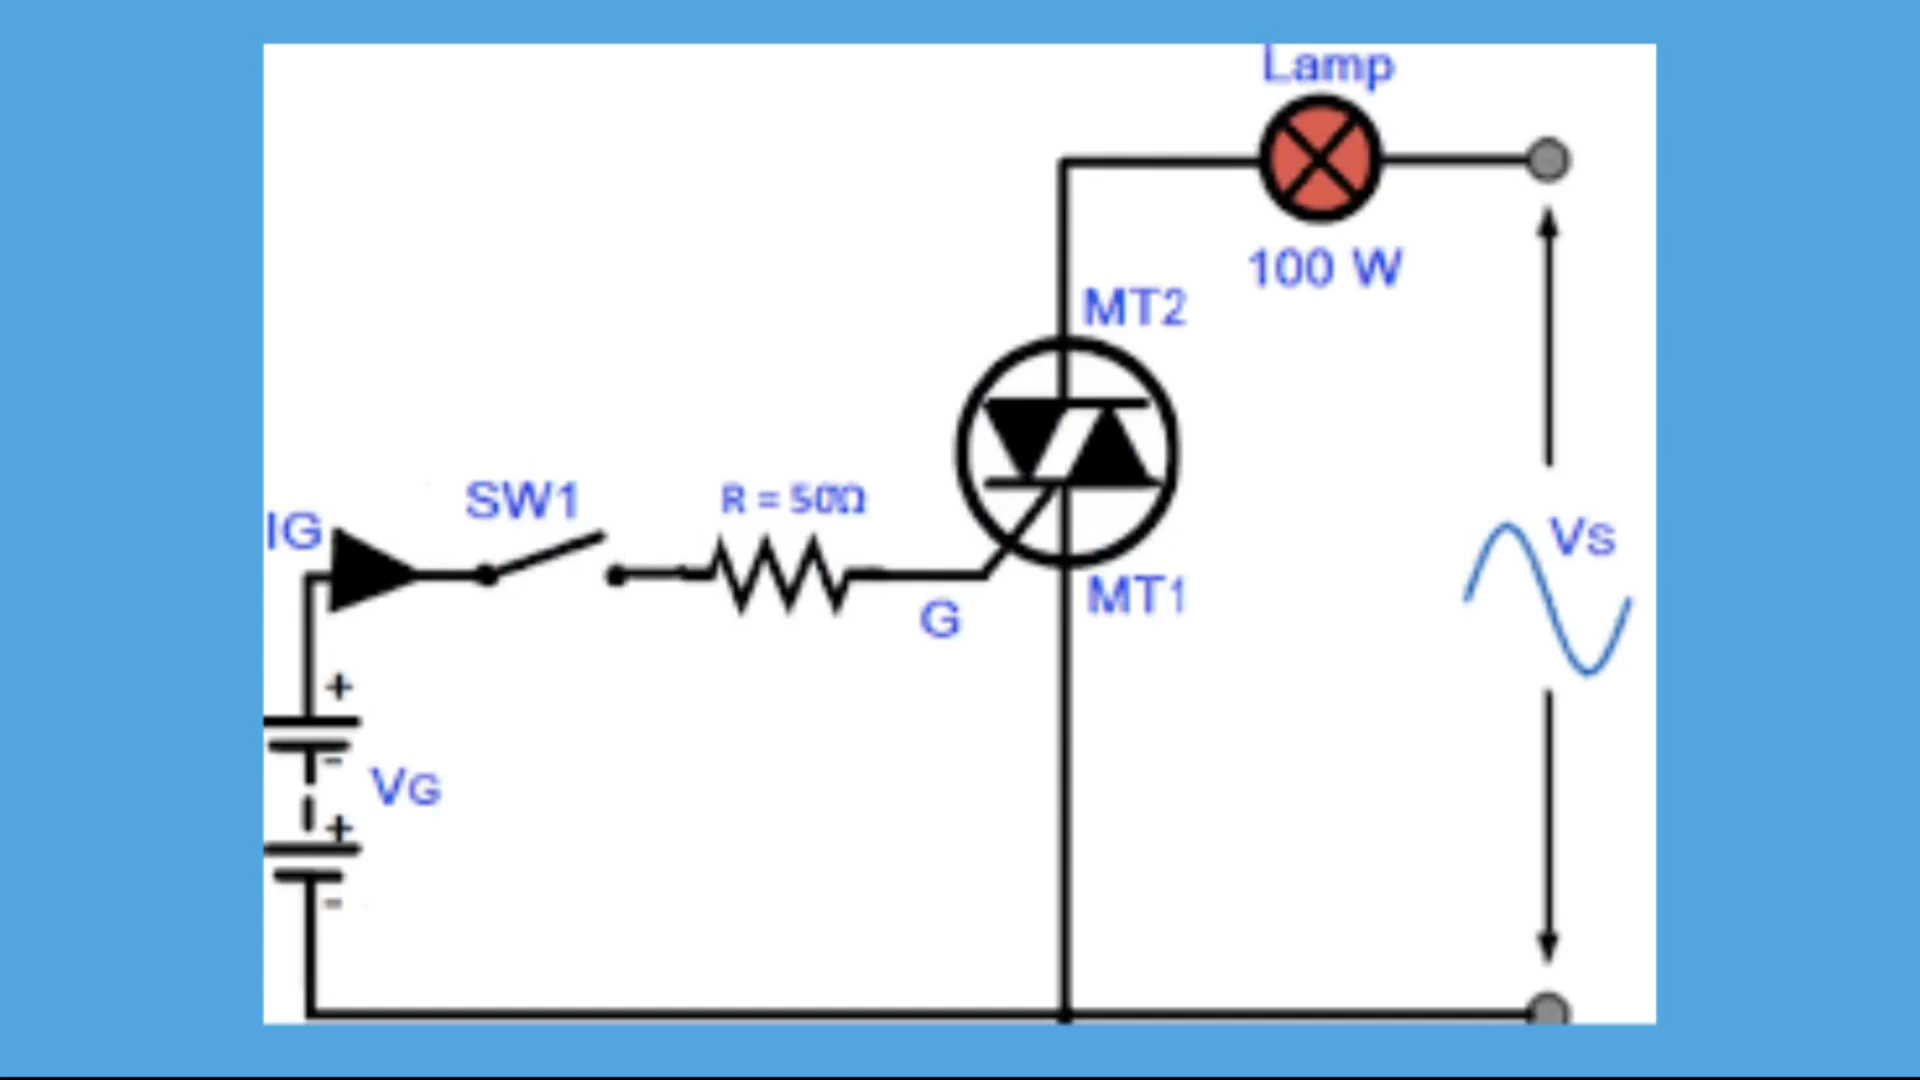 Lamp
100 W
MT2
SW1
R = 50Ω
IG
Vs
MT1
G
+
-
VG
+
-